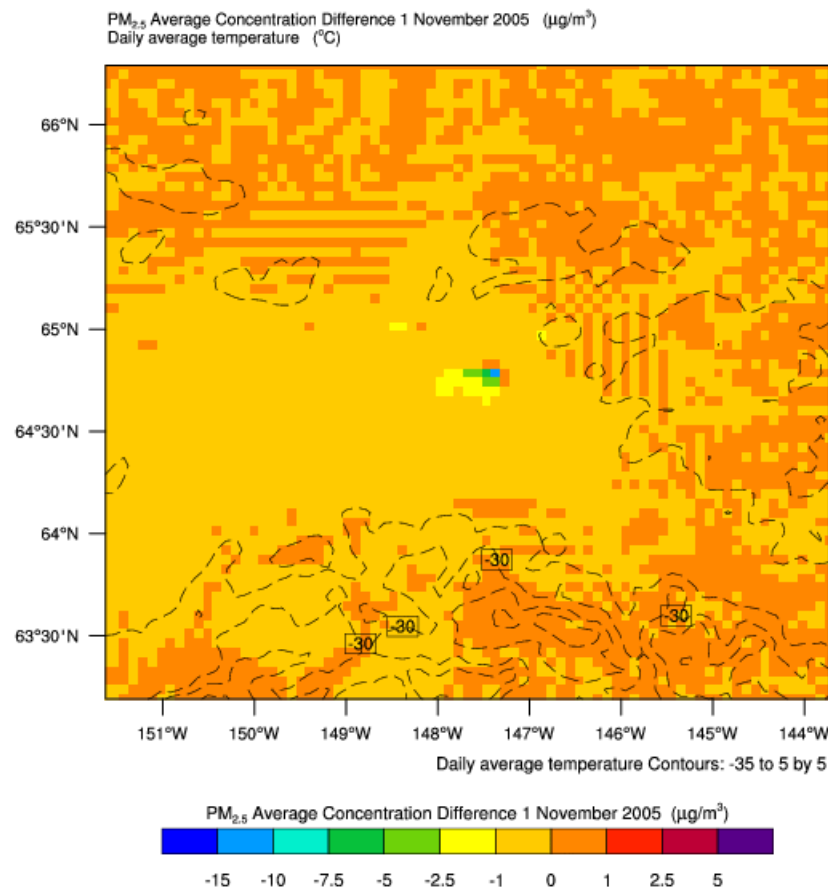 PM2.5 Average Concentration Difference 1 November 2005 (µg/m³)
Daily average temperature (°C)
66°N
65°30'N
65°N
64°30'N
64°N
63°30'N
-30
-30
-30
-30
151°W 150°W 149°W 148°W 147°W 146°W 145°W 144°W
Daily average temperature Contours: -35 to 5 by 5
PM2.5 Average Concentration Difference 1 November 2005 (µg/m³)
-15 -10 -7.5 -5 -2.5 -1 0 1 2.5 5